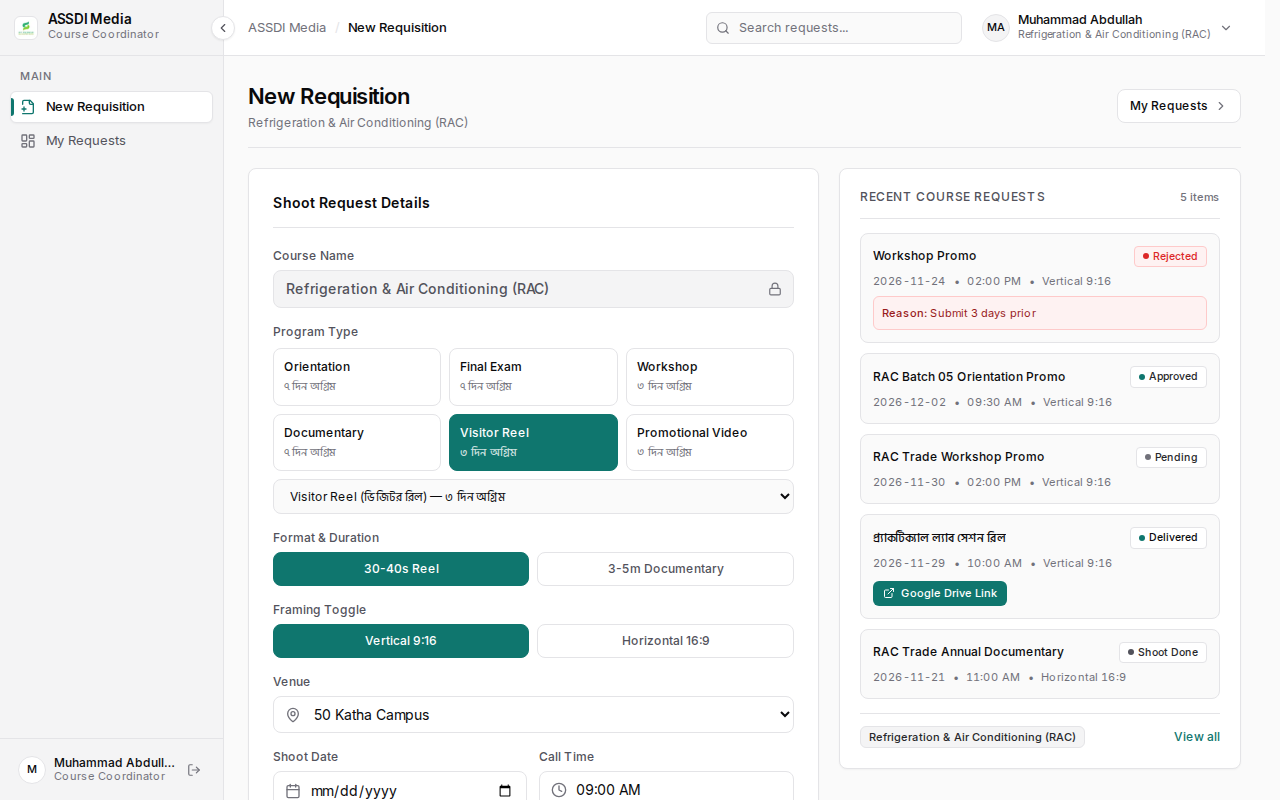 ASSDI Media
Course Coordinator
ASSDI Media / New Requisition
Search requests...
MA
Muhammad Abdullah
Refrigeration & Air Conditioning (RAC)
MAIN
New Requisition
My Requests
New Requisition
Refrigeration & Air Conditioning (RAC)
My Requests
Shoot Request Details
Course Name
Refrigeration & Air Conditioning (RAC)
Program Type
Orientation
৭ দিন অগ্রিম
Final Exam
৭ দিন অগ্রিম
Workshop
৩ দিন অগ্রিম
Documentary
৭ দিন অগ্রিম
Visitor Reel
৩ দিন অগ্রিম
Promotional Video
৩ দিন অগ্রিম
Visitor Reel (ভিজিটর রিল) — ৩ দিন অগ্রিম
Format & Duration
30-40s Reel
3-5m Documentary
Framing Toggle
Vertical 9:16
Horizontal 16:9
Venue
50 Katha Campus
Shoot Date
Call Time
mm/dd/yyyy
09:00 AM
RECENT COURSE REQUESTS
5 items
Workshop Promo
Rejected
2026-11-24 • 02:00 PM • Vertical 9:16
Reason: Submit 3 days prior
RAC Batch 05 Orientation Promo
Approved
2026-12-02 • 09:30 AM • Vertical 9:16
RAC Trade Workshop Promo
Pending
2026-11-30 • 02:00 PM • Vertical 9:16
প্র্যাকটিক্যাল ল্যাব সেশন রিল
Delivered
2026-11-29 • 10:00 AM • Vertical 9:16
Google Drive Link
RAC Trade Annual Documentary
Shoot Done
2026-11-21 • 11:00 AM • Horizontal 16:9
Refrigeration & Air Conditioning (RAC)
View all
M
Muhammad Abdull...
Course Coordinator